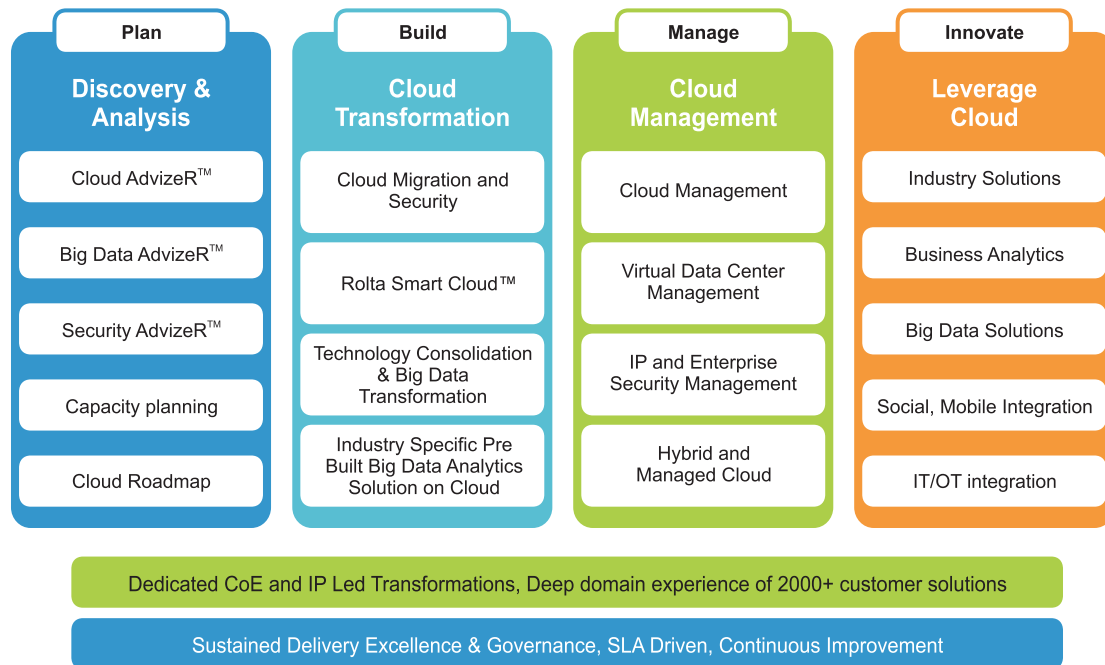 Plan
Discovery &
Analysis
Cloud AdvizeR™
Big Data AdvizeR™
Security AdvizeR™
Capacity planning
Cloud Roadmap
Build
Cloud
Transformation
Cloud Migration and
Security
Rolta Smart Cloud™
Technology Consolidation
& Big Data
Transformation
Industry Specific Pre
Built Big Data Analytics
Solution on Cloud
Manage
Cloud
Management
Cloud Management
Virtual Data Center
Management
IP and Enterprise
Security Management
Hybrid and
Managed Cloud
Innovate
Leverage
Cloud
Industry Solutions
Business Analytics
Big Data Solutions
Social, Mobile Integration
IT/OT integration
Dedicated CoE and IP Led Transformations, Deep domain experience of 2000+ customer solutions
Sustained Delivery Excellence & Governance, SLA Driven, Continuous Improvement